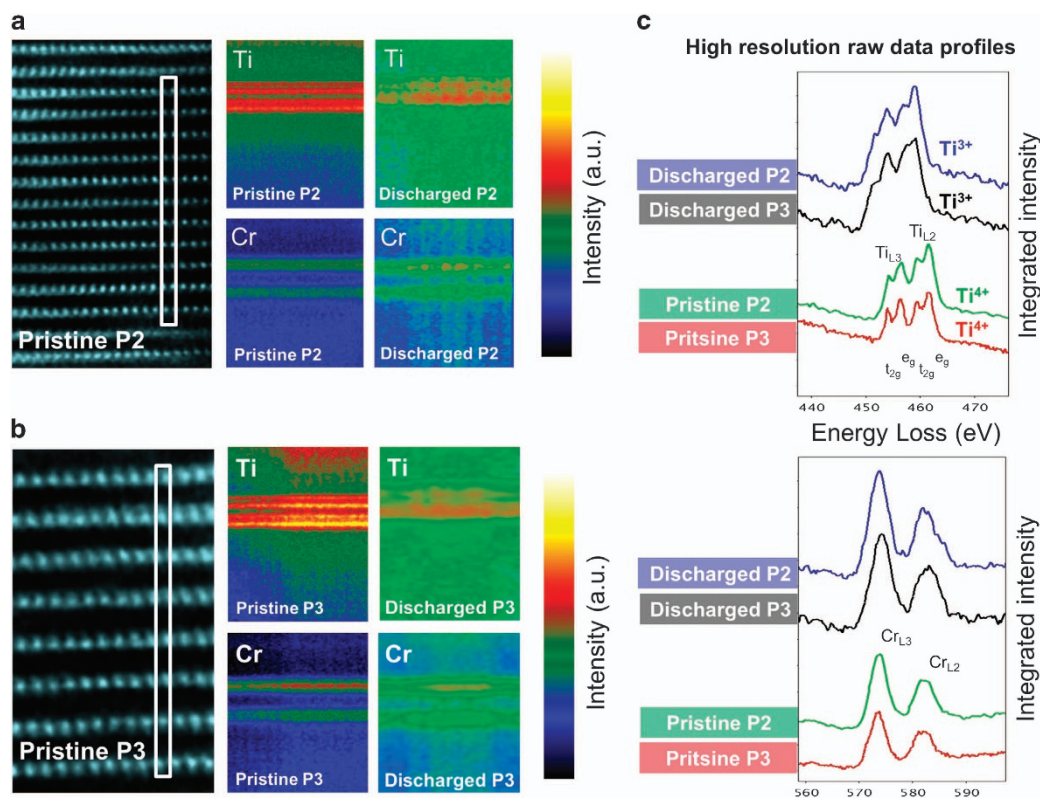 a
Ti
Pristine P2
Ti
Discharged P2
Cr
Pristine P2
Cr
Discharged P2
Pristine P2
Intensity (a.u.)
b
Ti
Pristine P3
Ti
Discharged P3
Cr
Pristine P3
Cr
Discharged P3
Pristine P3
Intensity (a.u.)
c
High resolution raw data profiles
Discharged P2
Ti3+
Discharged P3
Ti3+
TiL3
TiL2
Pristine P2
Ti4+
Pritsine P3
Ti4+
t2g eg t2g eg
440 450 460 470
Energy Loss (eV)
Integrated intensity
Discharged P2
Discharged P3
CrL3
CrL2
Pristine P2
Pritsine P3
560 570 580 590
Integrated intensity